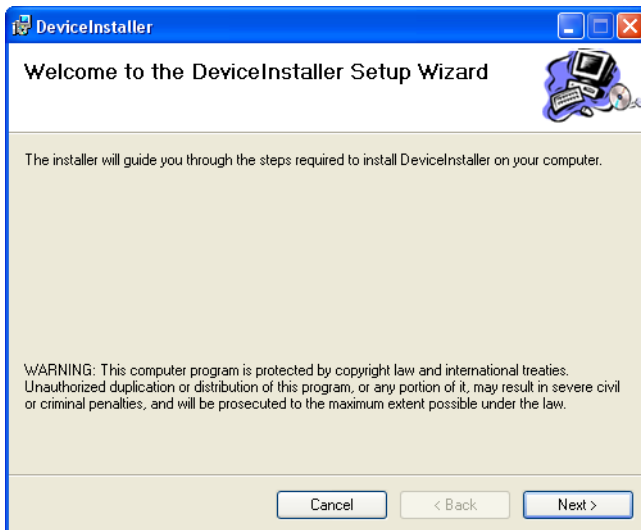 DeviceInstaller
Welcome to the DeviceInstaller Setup Wizard
The installer will guide you through the steps required to install DeviceInstaller on your computer.
WARNING: This computer program is protected by copyright law and international treaties.
Unauthorized duplication or distribution of this program, or any portion of it, may result in severe civil
or criminal penalties, and will be prosecuted to the maximum extent possible under the law.
Cancel < Back Next >